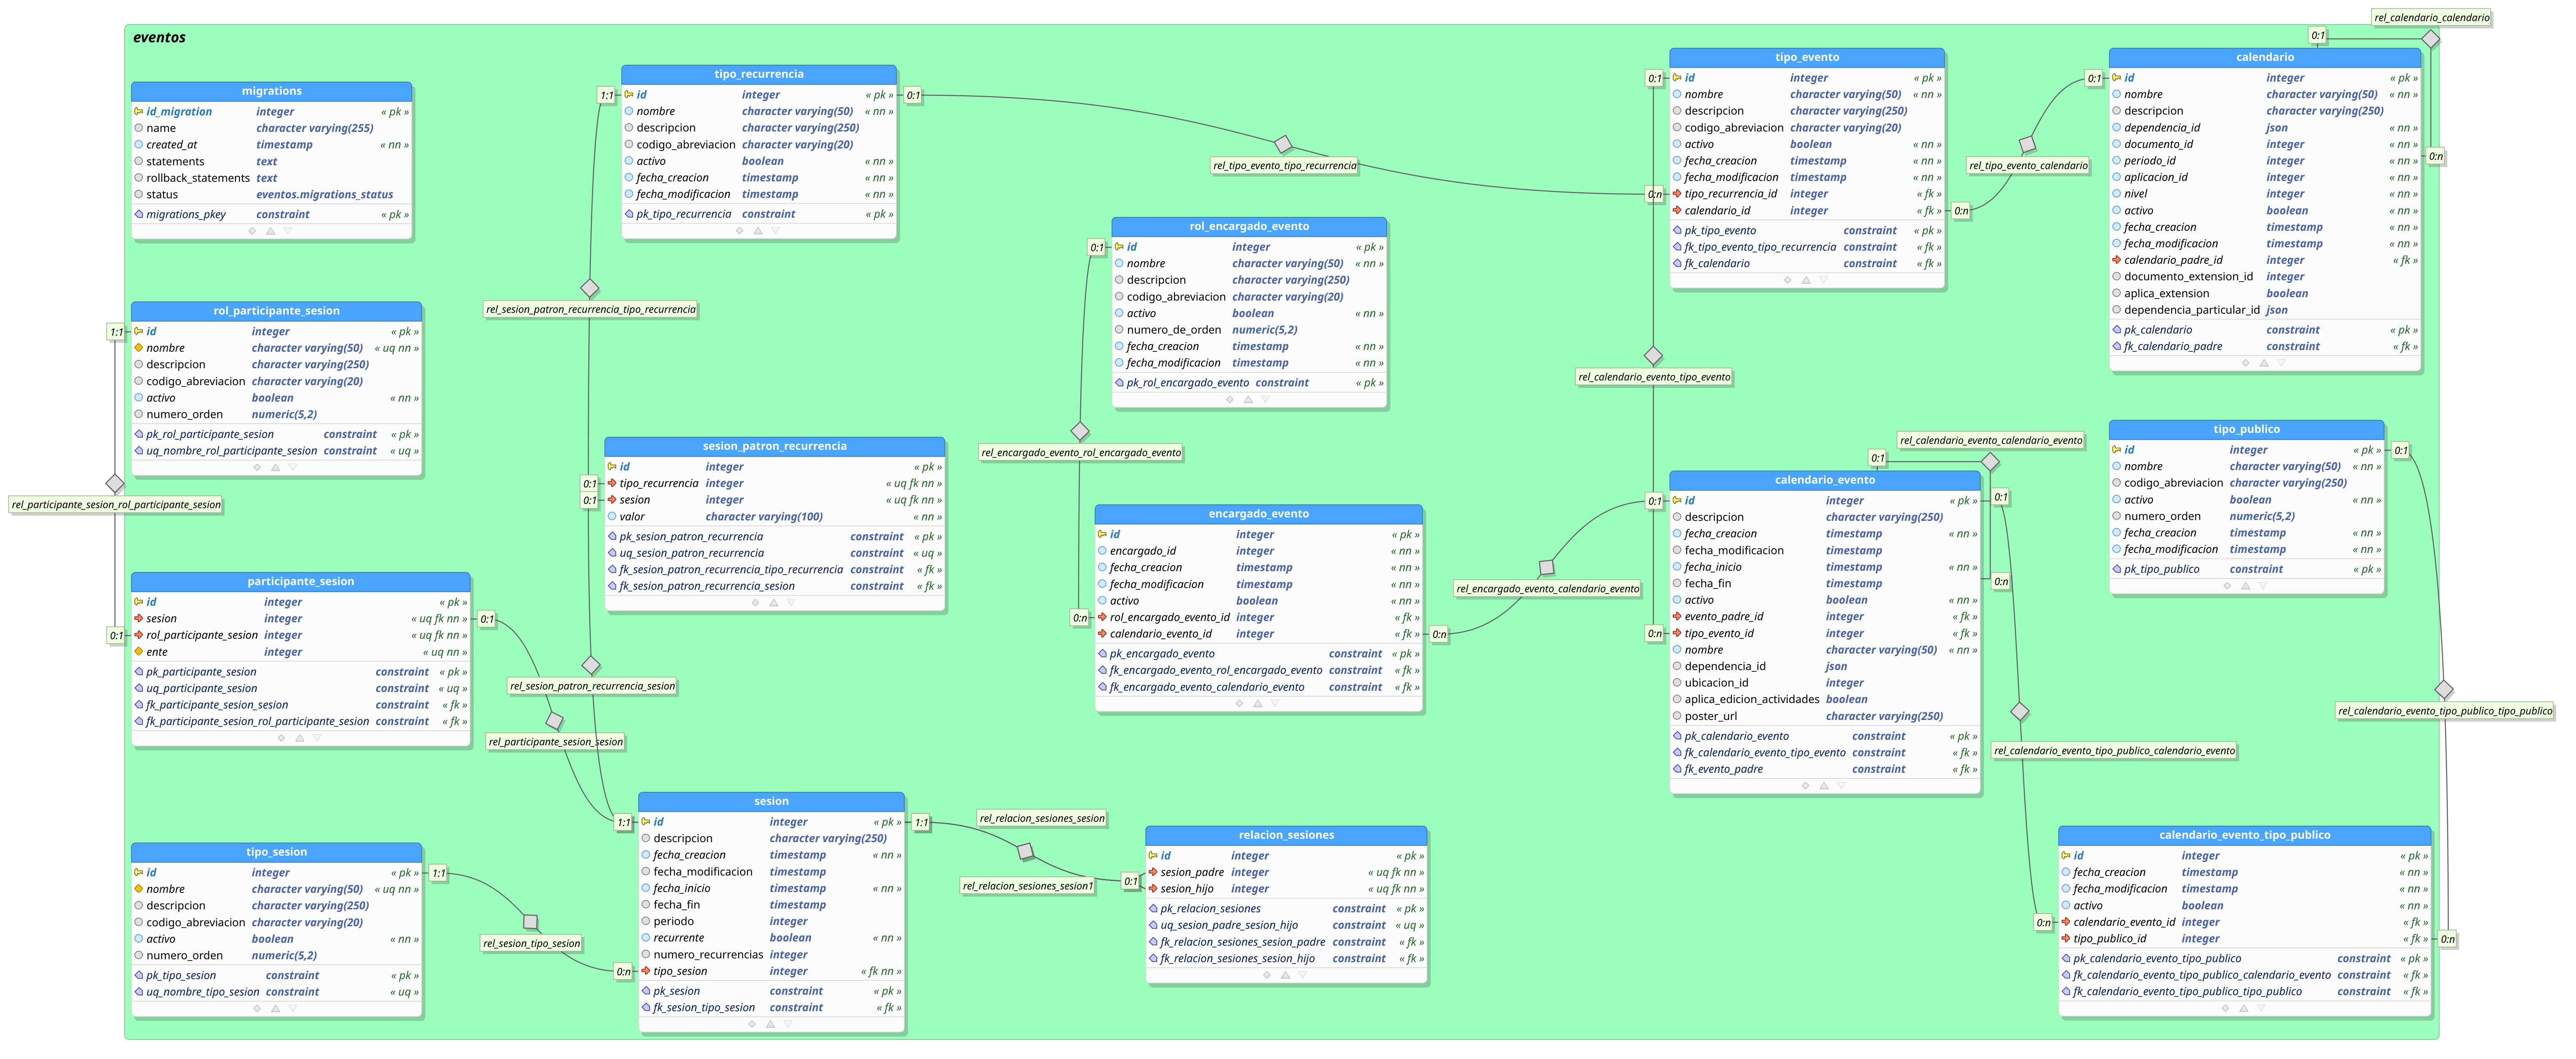 eventos
migrations
id_migration integer « pk »
name character varying(255)
created_at timestamp « nn »
statements text
rollback_statements text
status eventos.migrations_status
migrations_pkey constraint « pk »
rol_participante_sesion
1:1
id integer « pk »
nombre character varying(50) « uq nn »
descripcion character varying(250)
codigo_abreviacion character varying(20)
activo boolean « nn »
numero_orden numeric(5,2)
pk_rol_participante_sesion constraint « pk »
uq_nombre_rol_participante_sesion constraint « uq »
rel_participante_sesion_rol_participante_sesion
participante_sesion
id integer « pk »
sesion integer « uq fk nn »
0:1
0:1
rol_participante_sesion integer « uq fk nn »
ente integer « uq nn »
pk_participante_sesion constraint « pk »
uq_participante_sesion constraint « uq »
fk_participante_sesion_sesion constraint « fk »
fk_participante_sesion_rol_participante_sesion constraint « fk »
rel_participante_sesion_sesion
tipo_sesion
id integer « pk »
1:1
nombre character varying(50) « uq nn »
descripcion character varying(250)
codigo_abreviacion character varying(20)
activo boolean « nn »
numero_orden numeric(5,2)
pk_tipo_sesion constraint « pk »
uq_nombre_tipo_sesion constraint « uq »
rel_sesion_tipo_sesion
tipo_recurrencia
1:1
id integer « pk »
0:1
nombre character varying(50) « nn »
descripcion character varying(250)
codigo_abreviacion character varying(20)
activo boolean « nn »
fecha_creacion timestamp « nn »
fecha_modificacion timestamp « nn »
pk_tipo_recurrencia constraint « pk »
rel_sesion_patron_recurrencia_tipo_recurrencia
sesion_patron_recurrencia
id integer « pk »
0:1
tipo_recurrencia integer « uq fk nn »
0:1
sesion integer « uq fk nn »
valor character varying(100) « nn »
pk_sesion_patron_recurrencia constraint « pk »
uq_sesion_patron_recurrencia constraint « uq »
fk_sesion_patron_recurrencia_tipo_recurrencia constraint « fk »
fk_sesion_patron_recurrencia_sesion constraint « fk »
rel_sesion_patron_recurrencia_sesion
sesion
1:1
id integer « pk »
1:1
descripcion character varying(250)
fecha_creacion timestamp « nn »
fecha_modificacion timestamp
fecha_inicio timestamp « nn »
fecha_fin timestamp
periodo integer
recurrente boolean « nn »
numero_recurrencias integer
0:n
tipo_sesion integer « fk nn »
pk_sesion constraint « pk »
fk_sesion_tipo_sesion constraint « fk »
rel_relacion_sesiones_sesion
rel_relacion_sesiones_sesion1
relacion_sesiones
id integer « pk »
0:1
sesion_padre integer « uq fk nn »
sesion_hijo integer « uq fk nn »
pk_relacion_sesiones constraint « pk »
uq_sesion_padre_sesion_hijo constraint « uq »
fk_relacion_sesiones_sesion_padre constraint « fk »
fk_relacion_sesiones_sesion_hijo constraint « fk »
rel_tipo_evento_tipo_recurrencia
rol_encargado_evento
0:1
id integer « pk »
nombre character varying(50) « nn »
descripcion character varying(250)
codigo_abreviacion character varying(20)
activo boolean « nn »
numero_de_orden numeric(5,2)
fecha_creacion timestamp « nn »
fecha_modificacion timestamp « nn »
pk_rol_encargado_evento constraint « pk »
rel_encargado_evento_rol_encargado_evento
encargado_evento
id integer « pk »
encargado_id integer « nn »
fecha_creacion timestamp « nn »
fecha_modificacion timestamp « nn »
activo boolean « nn »
0:n
rol_encargado_evento_id integer « fk »
calendario_evento_id integer « fk »
0:n
pk_encargado_evento constraint « pk »
fk_encargado_evento_rol_encargado_evento constraint « fk »
fk_encargado_evento_calendario_evento constraint « fk »
rel_encargado_evento_calendario_evento
tipo_evento
0:1
id integer « pk »
nombre character varying(50) « nn »
descripcion character varying(250)
codigo_abreviacion character varying(20)
activo boolean « nn »
fecha_creacion timestamp « nn »
fecha_modificacion timestamp « nn »
0:n
tipo_recurrencia_id integer « fk »
calendario_id integer « fk »
0:n
pk_tipo_evento constraint « pk »
fk_tipo_evento_tipo_recurrencia constraint « fk »
fk_calendario constraint « fk »
rel_calendario_evento_tipo_evento
rel_tipo_evento_calendario
rel_calendario_evento_calendario_evento
0:1
calendario_evento
0:1
id integer « pk »
0:1
descripcion character varying(250)
fecha_creacion timestamp « nn »
fecha_modificacion timestamp
fecha_inicio timestamp « nn »
fecha_fin timestamp
0:n
activo boolean « nn »
evento_padre_id integer « fk »
0:n
tipo_evento_id integer « fk »
nombre character varying(50) « nn »
dependencia_id json
ubicacion_id integer
aplica_edicion_actividades boolean
poster_url character varying(250)
pk_calendario_evento constraint « pk »
fk_calendario_evento_tipo_evento constraint « fk »
fk_evento_padre constraint « fk »
rel_calendario_evento_tipo_publico_calendario_evento
rel_calendario_calendario
0:1
calendario
0:1
id integer « pk »
nombre character varying(50) « nn »
descripcion character varying(250)
dependencia_id json « nn »
documento_id integer « nn »
0:n
periodo_id integer « nn »
aplicacion_id integer « nn »
nivel integer « nn »
activo boolean « nn »
fecha_creacion timestamp « nn »
fecha_modificacion timestamp « nn »
calendario_padre_id integer « fk »
documento_extension_id integer
aplica_extension boolean
dependencia_particular_id json
pk_calendario constraint « pk »
fk_calendario_padre constraint « fk »
tipo_publico
id integer « pk »
0:1
nombre character varying(50) « nn »
codigo_abreviacion character varying(250)
activo boolean « nn »
numero_orden numeric(5,2)
fecha_creacion timestamp « nn »
fecha_modificacion timestamp « nn »
pk_tipo_publico constraint « pk »
rel_calendario_evento_tipo_publico_tipo_publico
calendario_evento_tipo_publico
id integer « pk »
fecha_creacion timestamp « nn »
fecha_modificacion timestamp « nn »
activo boolean « nn »
0:n
calendario_evento_id integer « fk »
tipo_publico_id integer « fk »
0:n
pk_calendario_evento_tipo_publico constraint « pk »
fk_calendario_evento_tipo_publico_calendario_evento constraint « fk »
fk_calendario_evento_tipo_publico_tipo_publico constraint « fk »